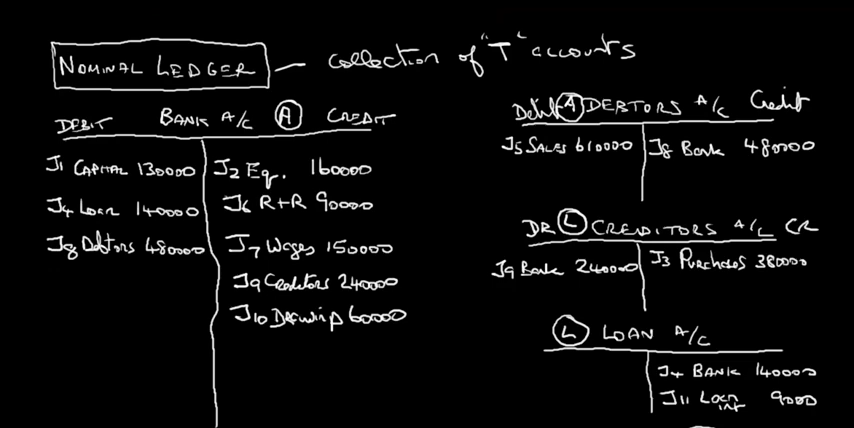 NOMINAL LEDGER — collection of "T" accounts
DEBIT BANK A/C A CREDIT
J1 CAPITAL 130000 J2 Eq. 160000
J4 Loan 140000 J6 R+R 90000
J8 Debtors 480000 J7 Wages 150000
J9 Creditors 240000
J10 Drawings 60000
Debit A DEBTORS A/C Credit
J5 SALES 610000 J8 Bank 480000
DR L CREDITORS A/C CR
J9 Bank 240000 J3 Purchases 380000
L LOAN A/C
J4 BANK 140000
J11 Loan int 9000